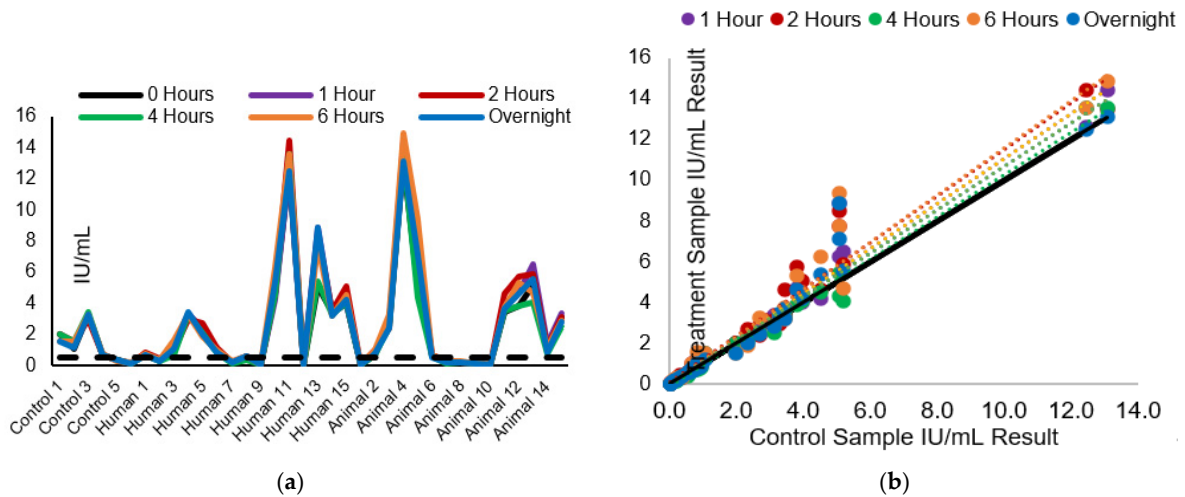 0 Hours 1 Hour 2 Hours
4 Hours 6 Hours Overnight
16
14
12
10
8
6
4
2
0
IU/mL
Control 1
Control 3
Control 5
Human 1
Human 3
Human 5
Human 7
Human 9
Human 11
Human 13
Human 15
Animal 2
Animal 4
Animal 6
Animal 8
Animal 10
Animal 12
Animal 14
(a)
1 Hour 2 Hours 4 Hours 6 Hours Overnight
16
14
12
10
8
6
4
2
0
Treatment Sample IU/mL Result
0.0 2.0 4.0 6.0 8.0 10.0 12.0 14.0
Control Sample IU/mL Result
(b)